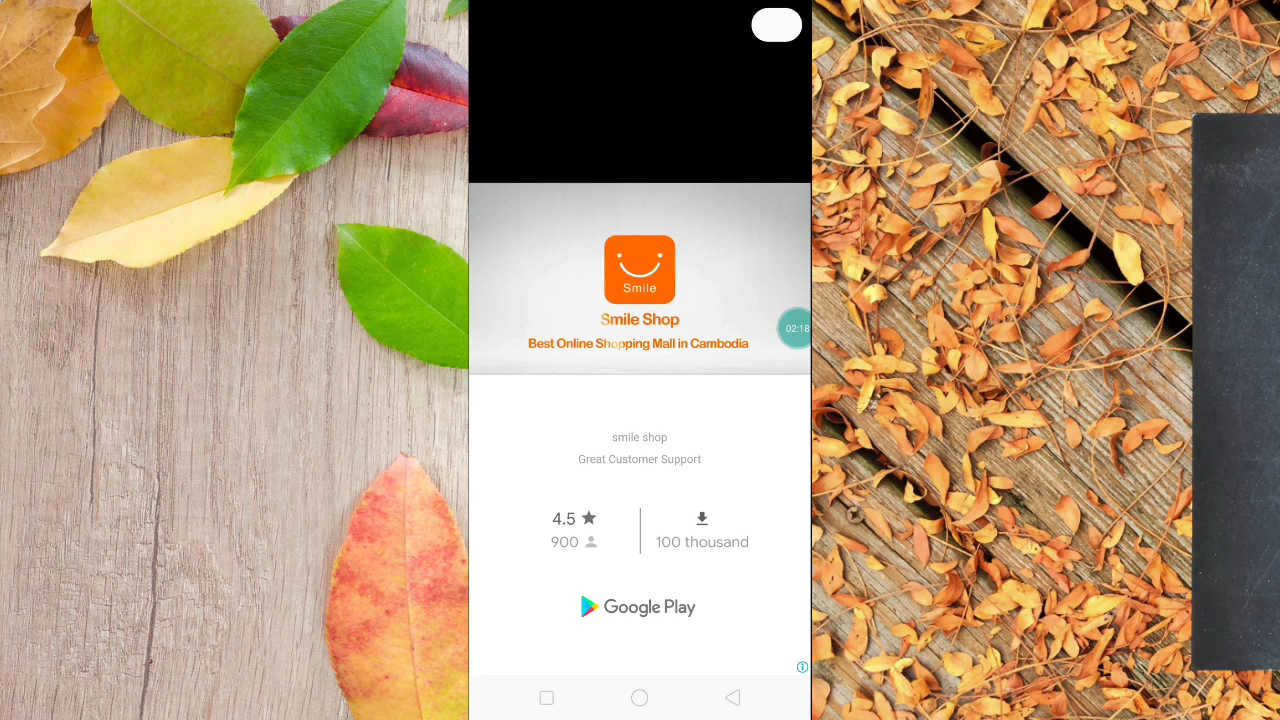 Smile
Smile Shop
Best Online Shopping Mall in Cambodia
02:18
smile shop
Great Customer Support
4.5
900
100 thousand
Google Play